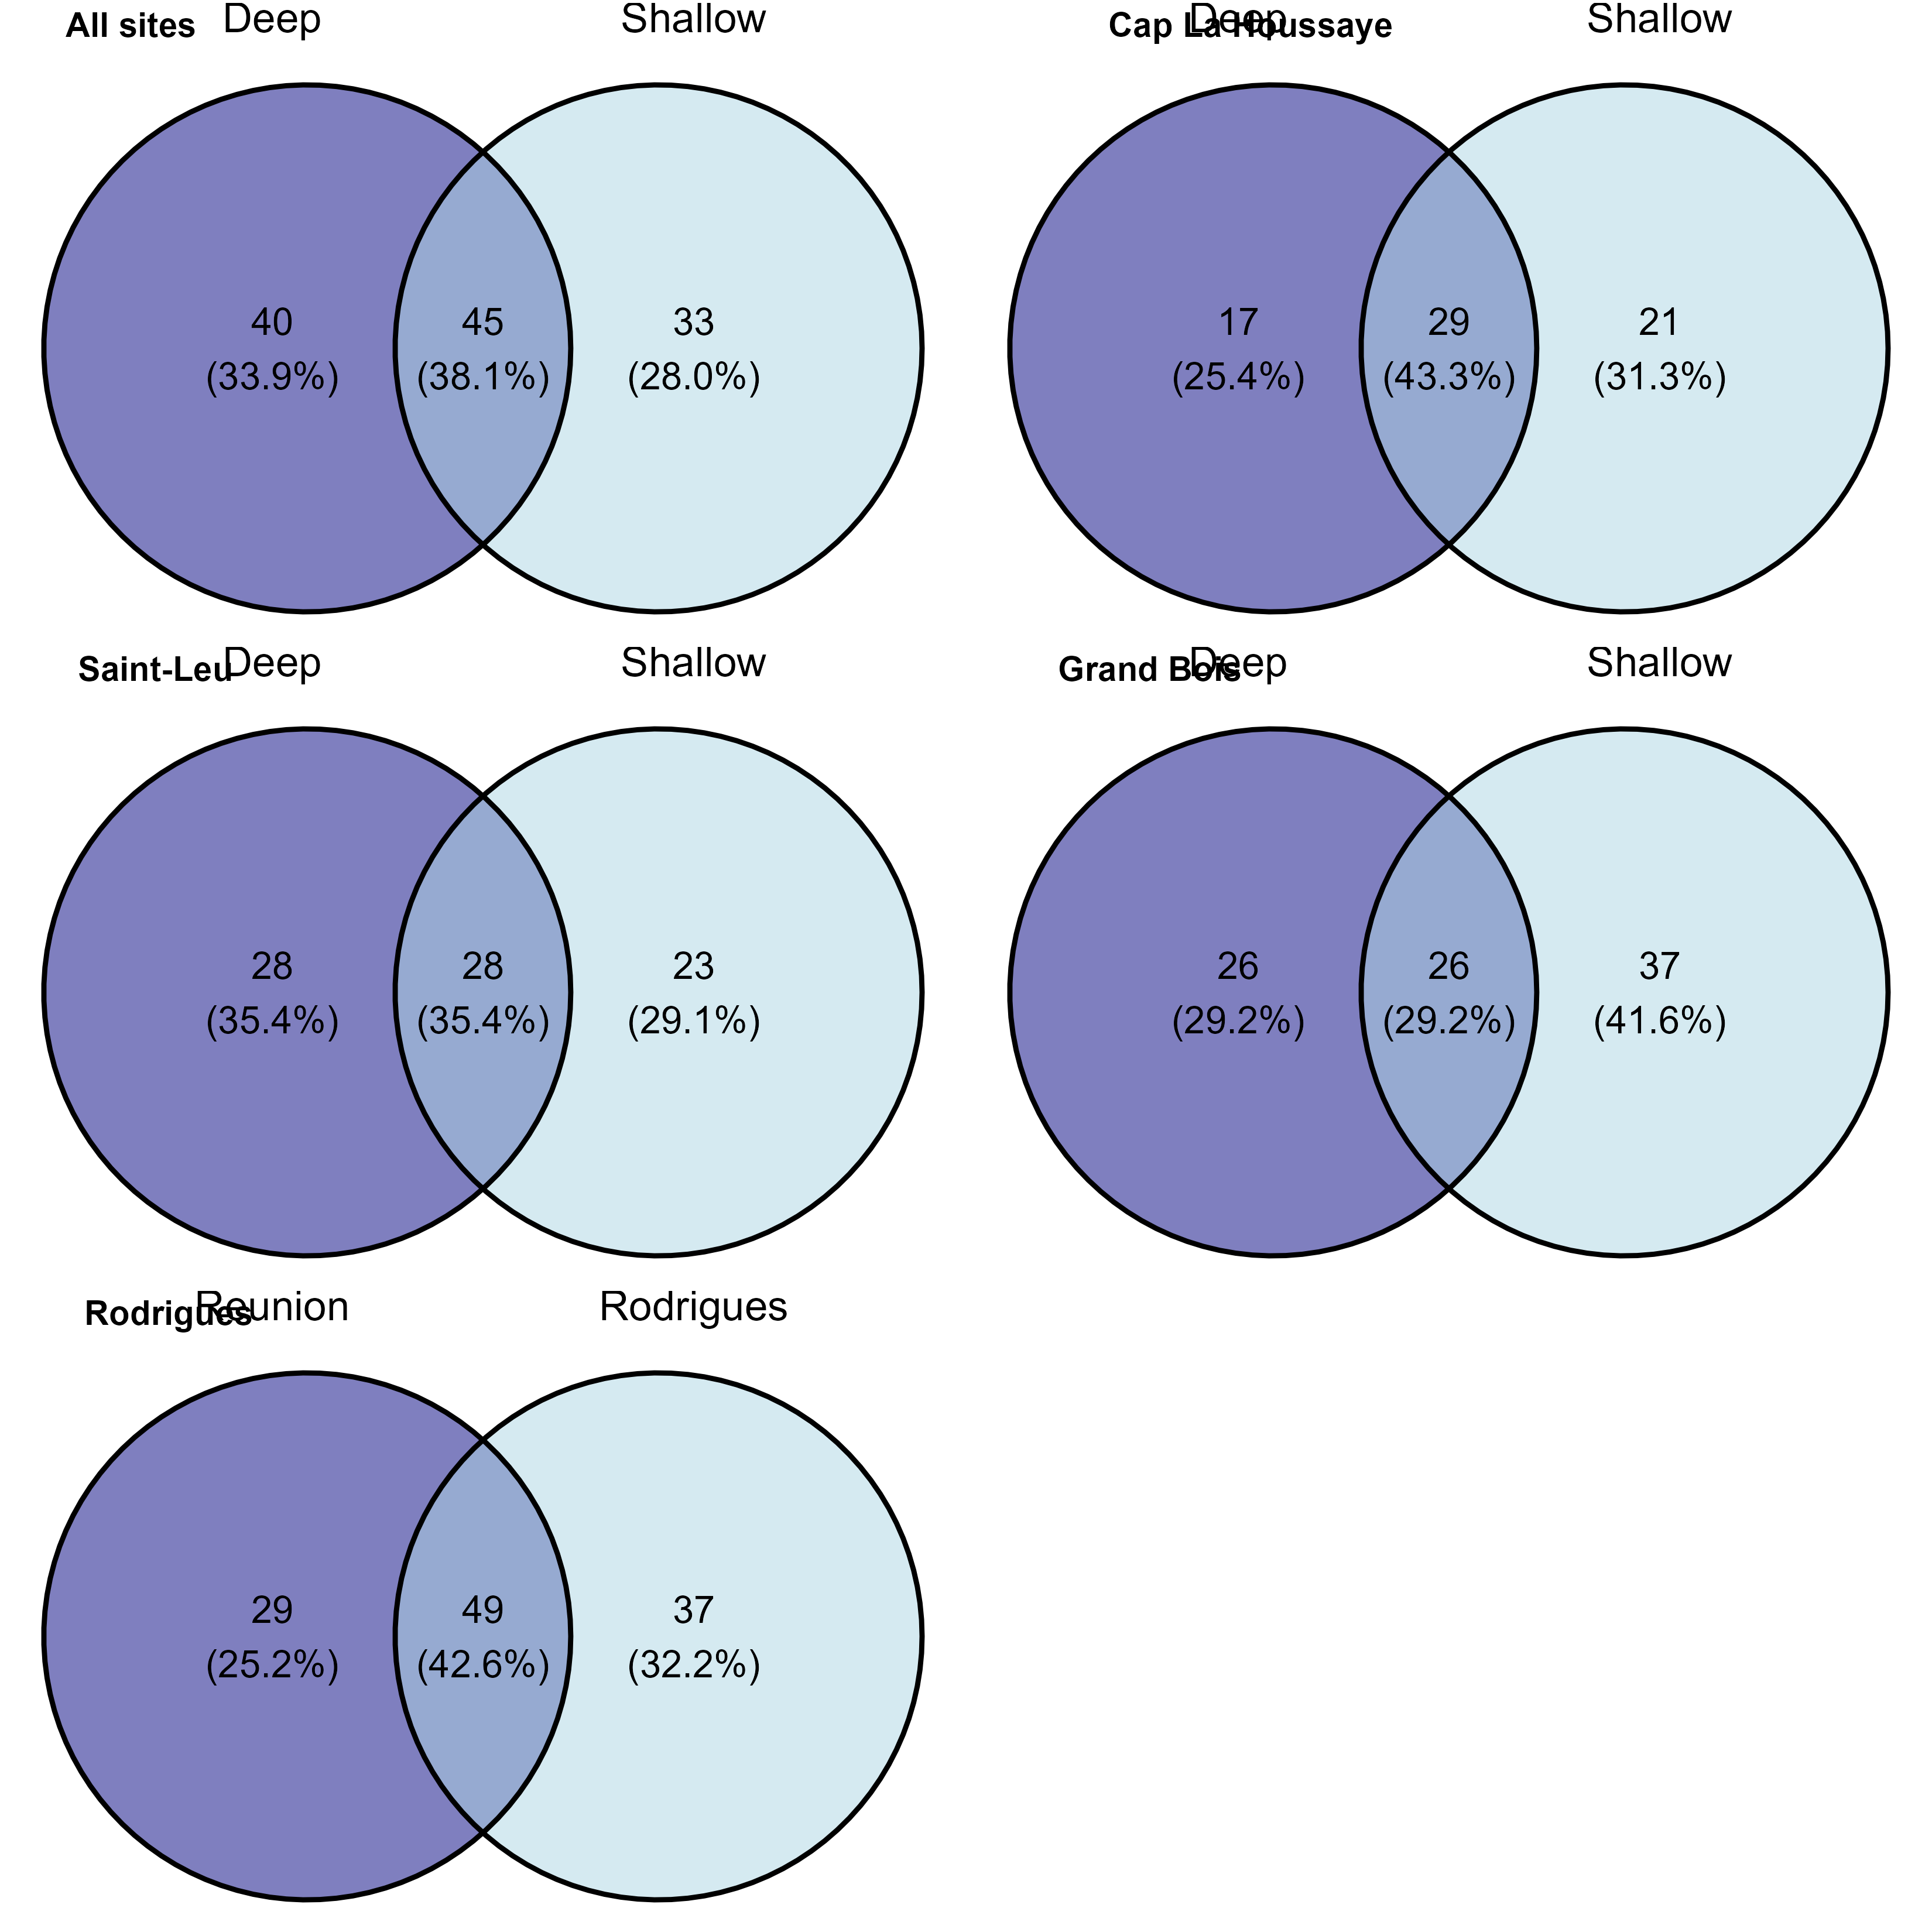 All sites
Deep
Shallow
40
(33.9%)
45
(38.1%)
33
(28.0%)
Cap La Houssaye
Deep
Shallow
17
(25.4%)
29
(43.3%)
21
(31.3%)
Saint-Leu
Deep
Shallow
28
(35.4%)
28
(35.4%)
23
(29.1%)
Grand Bois
Deep
Shallow
26
(29.2%)
26
(29.2%)
37
(41.6%)
Rodrigues
Reunion
Rodrigues
29
(25.2%)
49
(42.6%)
37
(32.2%)